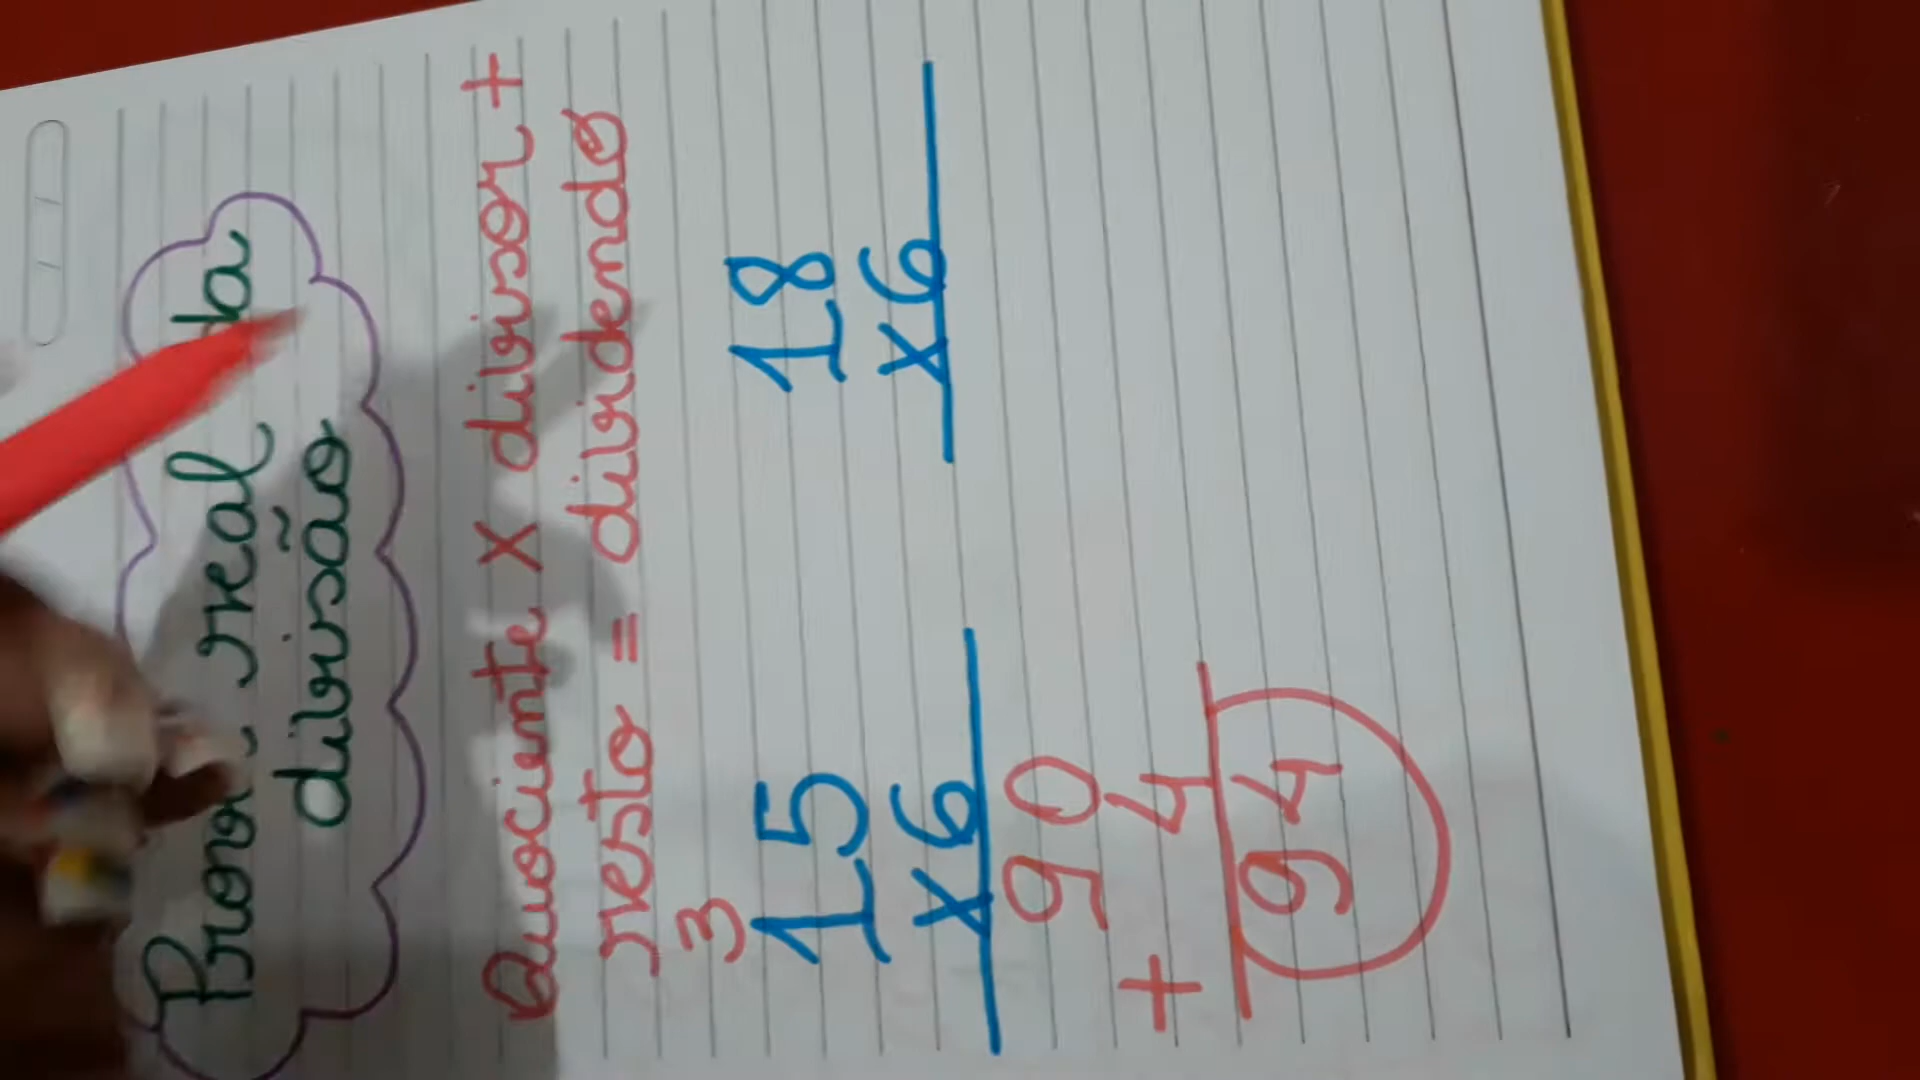 Prova real da
divisão
Quociente X divisor +
resto = dividendo
3
15 18
x6 x6
90
+ 4
94